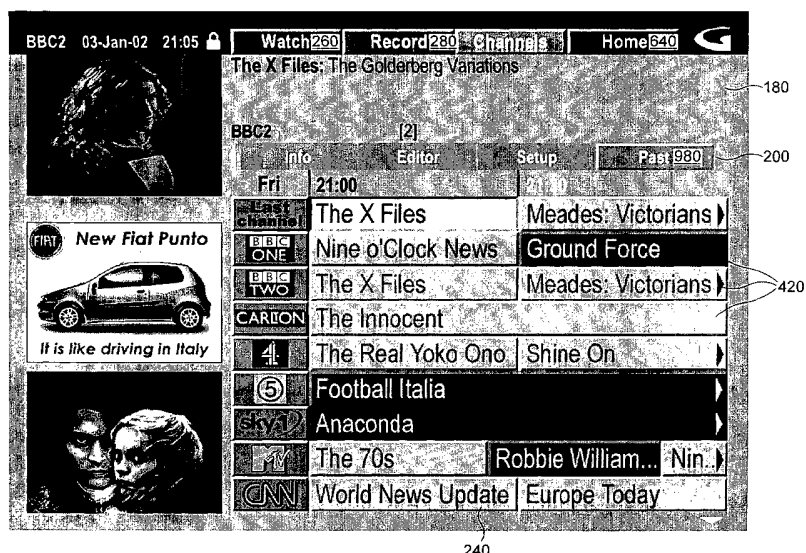 BBC2 03-Jan-02 21:05 Watch 260 Record 280 Channels Home 640 G
The X Files: The Golderberg Variations
180
BBC2 [2]
Info Editor Setup Past 980
200
Fri 21:00
Last channel The X Files Meades: Victorians
BBC ONE Nine o'Clock News Ground Force
BBC TWO The X Files Meades: Victorians
420
CARLTON The Innocent
4 The Real Yoko Ono Shine On
5 Football Italia
sky 1 Anaconda
MTV The 70s Robbie William... Nin..
CNN World News Update Europe Today
240
FIAT New Fiat Punto
It is like driving in Italy